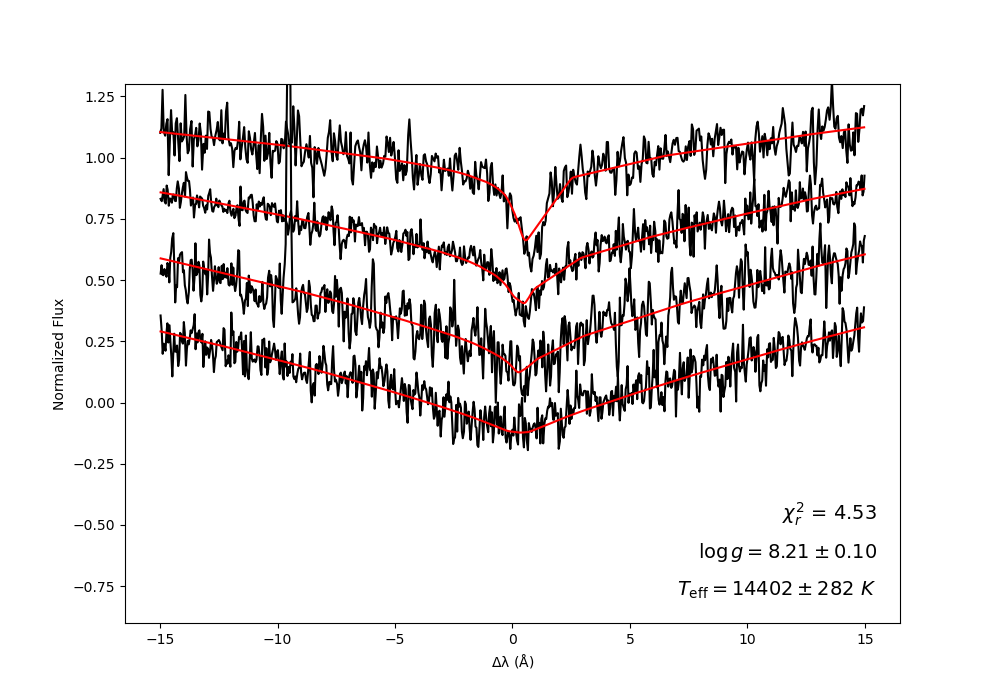 1.25
1.00
0.75
0.50
0.25
0.00
−0.25
−0.50
−0.75
Normalized Flux
χ²ᵣ = 4.53
log g = 8.21 ± 0.10
T_eff = 14402 ± 282 K
−15 −10 −5 0 5 10 15
Δλ (Å)